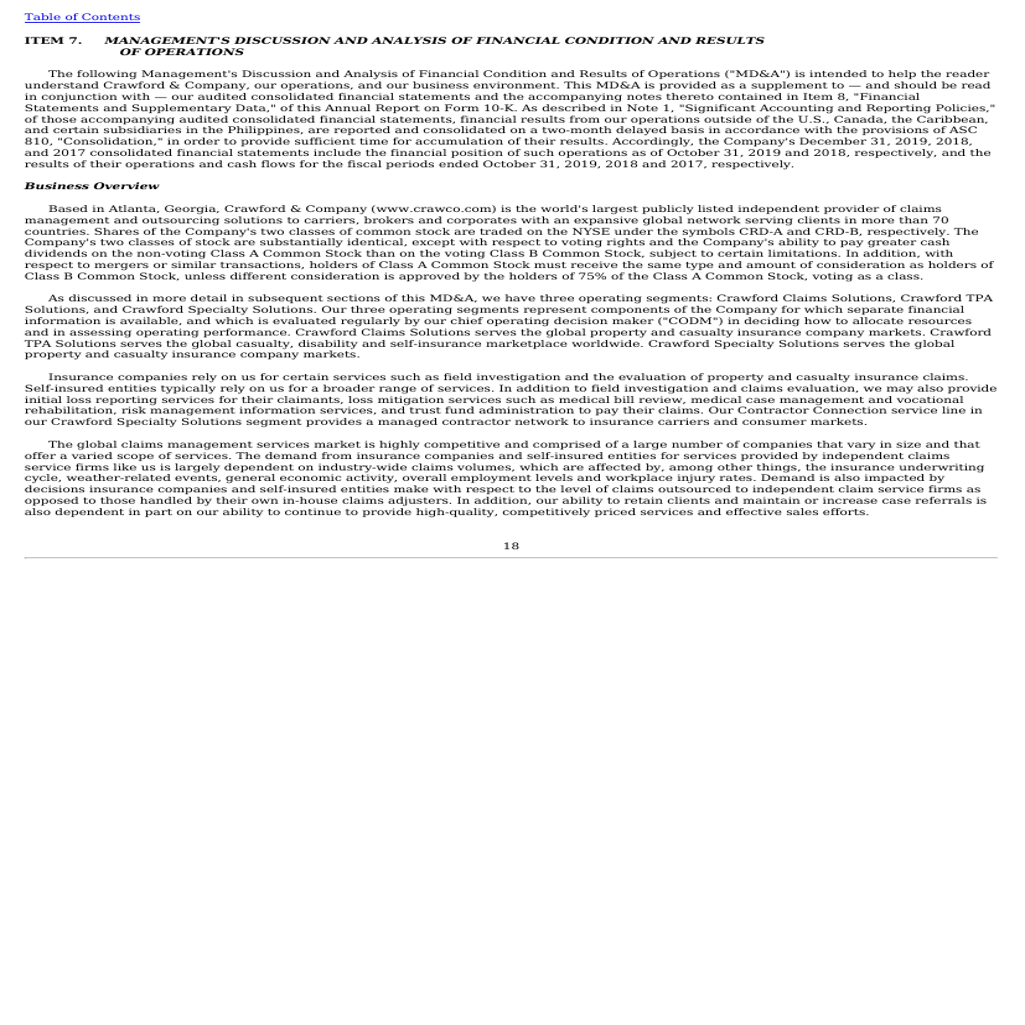 Table of Contents
ITEM 7. MANAGEMENT'S DISCUSSION AND ANALYSIS OF FINANCIAL CONDITION AND RESULTS
OF OPERATIONS
The following Management's Discussion and Analysis of Financial Condition and Results of Operations ("MD&A") is intended to help the reader
understand Crawford & Company, our operations, and our business environment. This MD&A is provided as a supplement to — and should be read
in conjunction with — our audited consolidated financial statements and the accompanying notes thereto contained in Item 8, "Financial
Statements and Supplementary Data," of this Annual Report on Form 10-K. As described in Note 1, "Significant Accounting and Reporting Policies,"
of those accompanying audited consolidated financial statements, financial results from our operations outside of the U.S., Canada, the Caribbean,
and certain subsidiaries in the Philippines, are reported and consolidated on a two-month delayed basis in accordance with the provisions of ASC
810, "Consolidation," in order to provide sufficient time for accumulation of their results. Accordingly, the Company's December 31, 2019, 2018,
and 2017 consolidated financial statements include the financial position of such operations as of October 31, 2019 and 2018, respectively, and the
results of their operations and cash flows for the fiscal periods ended October 31, 2019, 2018 and 2017, respectively.
Business Overview
Based in Atlanta, Georgia, Crawford & Company (www.crawco.com) is the world's largest publicly listed independent provider of claims
management and outsourcing solutions to carriers, brokers and corporates with an expansive global network serving clients in more than 70
countries. Shares of the Company's two classes of common stock are traded on the NYSE under the symbols CRD-A and CRD-B, respectively. The
Company's two classes of stock are substantially identical, except with respect to voting rights and the Company's ability to pay greater cash
dividends on the non-voting Class A Common Stock than on the voting Class B Common Stock, subject to certain limitations. In addition, with
respect to mergers or similar transactions, holders of Class A Common Stock must receive the same type and amount of consideration as holders of
Class B Common Stock, unless different consideration is approved by the holders of 75% of the Class A Common Stock, voting as a class.
As discussed in more detail in subsequent sections of this MD&A, we have three operating segments: Crawford Claims Solutions, Crawford TPA
Solutions, and Crawford Specialty Solutions. Our three operating segments represent components of the Company for which separate financial
information is available, and which is evaluated regularly by our chief operating decision maker ("CODM") in deciding how to allocate resources
and in assessing operating performance. Crawford Claims Solutions serves the global property and casualty insurance company markets. Crawford
TPA Solutions serves the global casualty, disability and self-insurance marketplace worldwide. Crawford Specialty Solutions serves the global
property and casualty insurance company markets.
Insurance companies rely on us for certain services such as field investigation and the evaluation of property and casualty insurance claims.
Self-insured entities typically rely on us for a broader range of services. In addition to field investigation and claims evaluation, we may also provide
initial loss reporting services for their claimants, loss mitigation services such as medical bill review, medical case management and vocational
rehabilitation, risk management information services, and trust fund administration to pay their claims. Our Contractor Connection service line in
our Crawford Specialty Solutions segment provides a managed contractor network to insurance carriers and consumer markets.
The global claims management services market is highly competitive and comprised of a large number of companies that vary in size and that
offer a varied scope of services. The demand from insurance companies and self-insured entities for services provided by independent claims
service firms like us is largely dependent on industry-wide claims volumes, which are affected by, among other things, the insurance underwriting
cycle, weather-related events, general economic activity, overall employment levels and workplace injury rates. Demand is also impacted by
decisions insurance companies and self-insured entities make with respect to the level of claims outsourced to independent claim service firms as
opposed to those handled by their own in-house claims adjusters. In addition, our ability to retain clients and maintain or increase case referrals is
also dependent in part on our ability to continue to provide high-quality, competitively priced services and effective sales efforts.
18